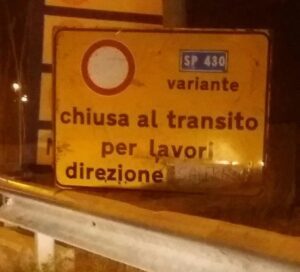 SP 430
variante
chiusa al transito
per lavori
direzione